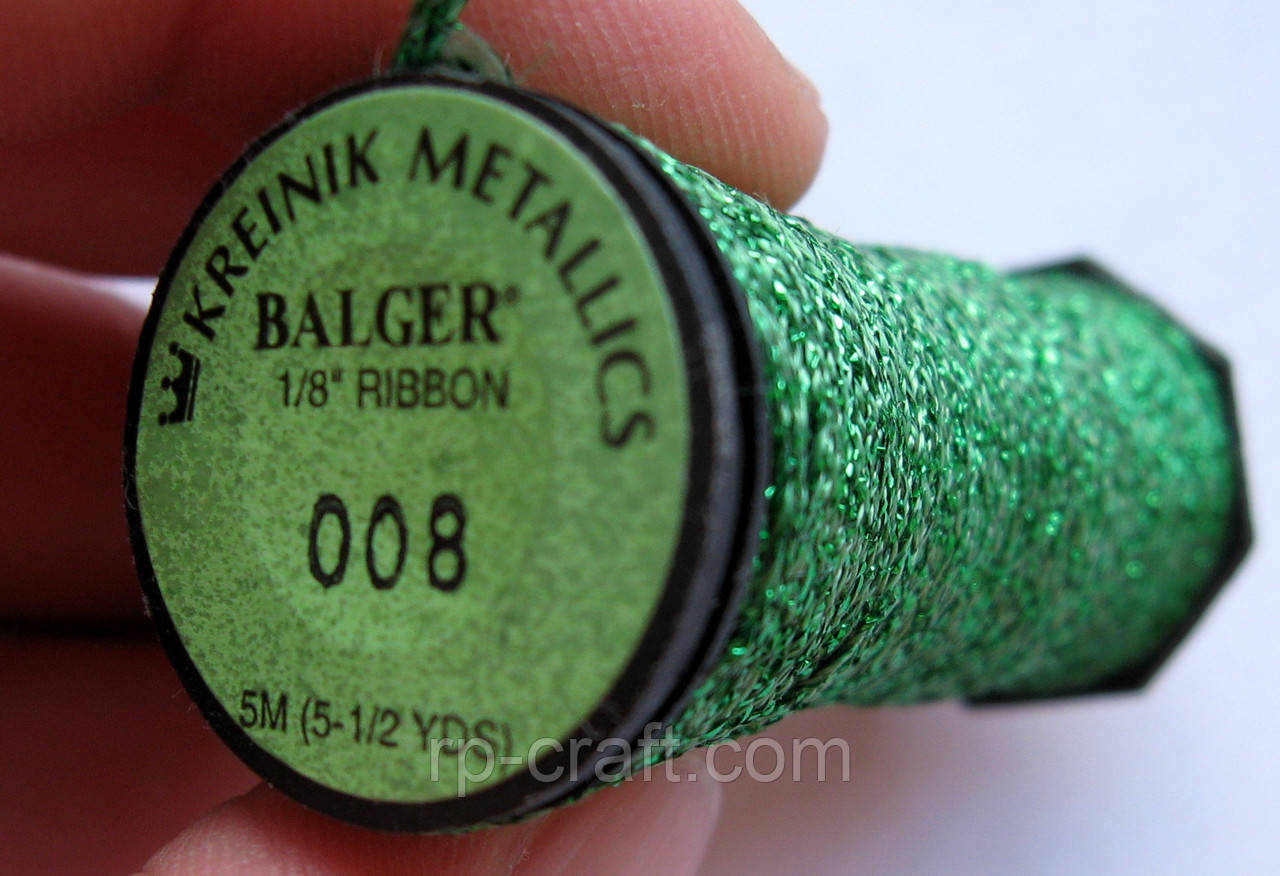 KREINIK METALLICS
BALGER®
1/8" RIBBON
008
5M (5-1/2 YDS)
rp-craft.com